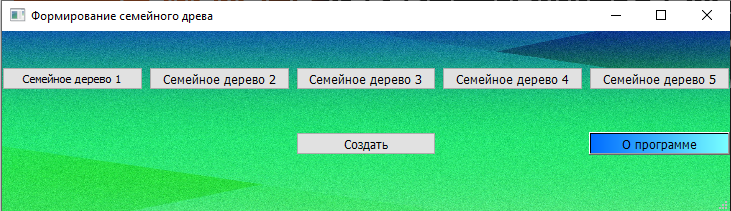 Формирование семейного древа
Семейное дерево 1 Семейное дерево 2 Семейное дерево 3 Семейное дерево 4 Семейное дерево 5
Создать О программе